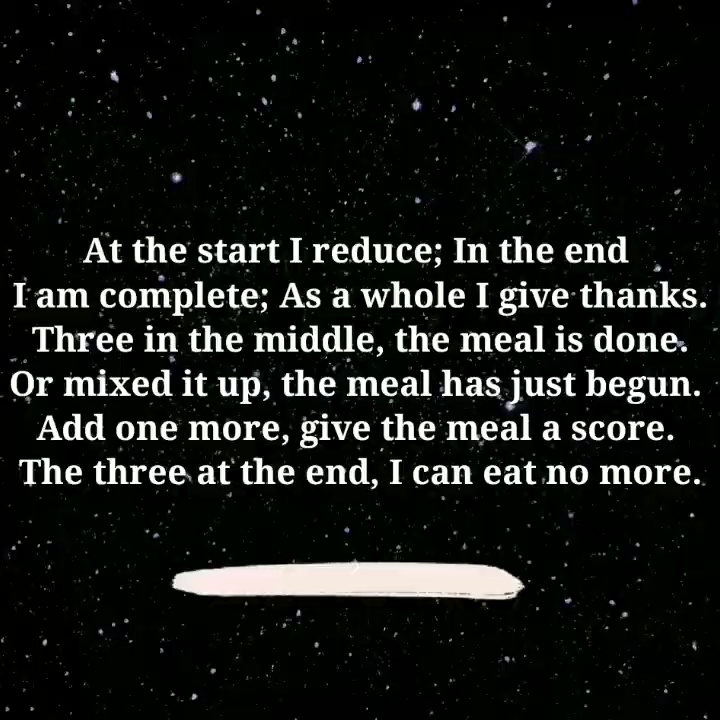 At the start I reduce; In the end
I am complete; As a whole I give thanks.
Three in the middle, the meal is done.
Or mixed it up, the meal has just begun.
Add one more, give the meal a score.
The three at the end, I can eat no more.